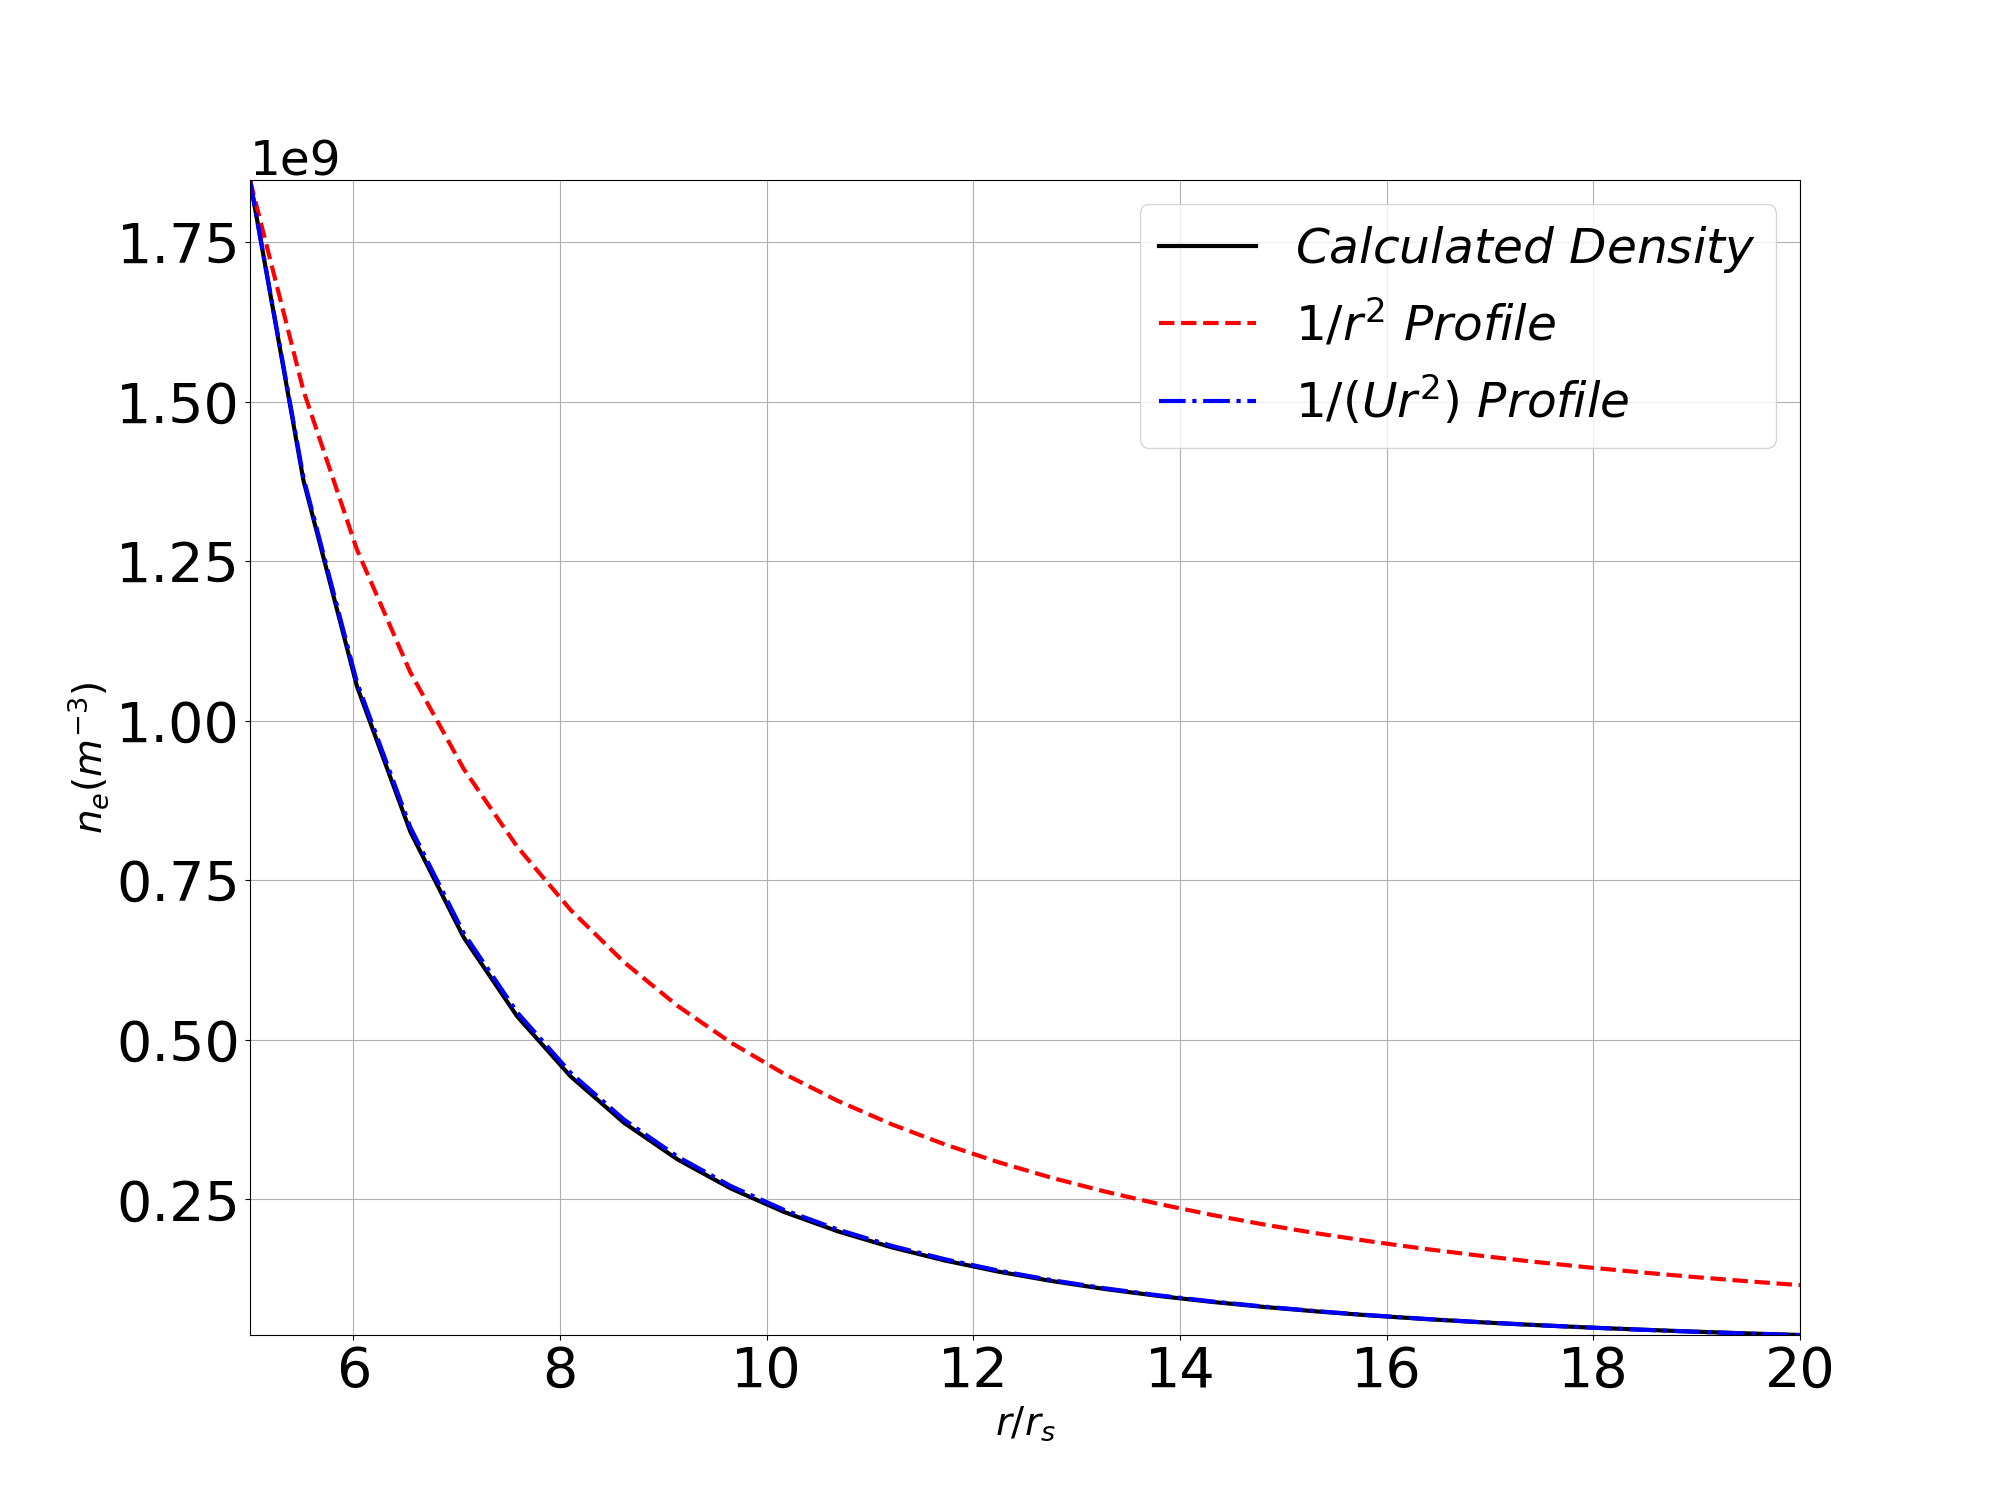 1e9
1.75
1.50
1.25
1.00
0.75
0.50
0.25
n_e(m^{-3})
Calculated Density
1/r^2 Profile
1/(Ur^2) Profile
6 8 10 12 14 16 18 20
r/r_s